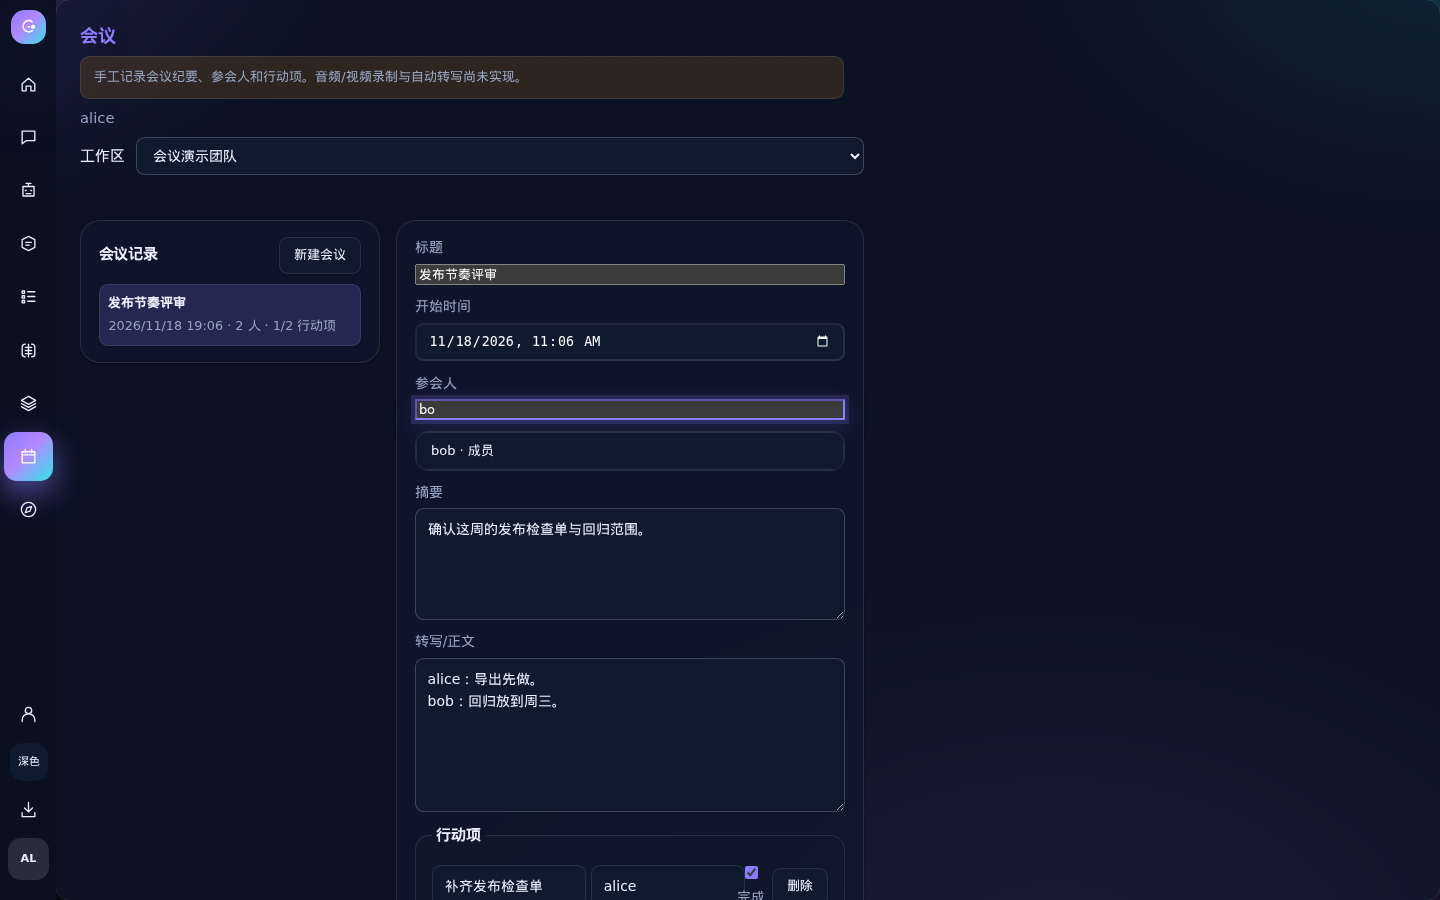 会议
手工记录会议纪要、参会人和行动项。音频/视频录制与自动转写尚未实现。
alice
工作区 会议演示团队
会议记录
新建会议
发布节奏评审
2026/11/18 19:06 · 2 人 · 1/2 行动项
标题
发布节奏评审
开始时间
11/18/2026, 11:06 AM
参会人
bo
bob · 成员
摘要
确认这周的发布检查单与回归范围。
转写/正文
alice：导出先做。
bob：回归放到周三。
行动项
补齐发布检查单
alice
完成
删除
深色
AL